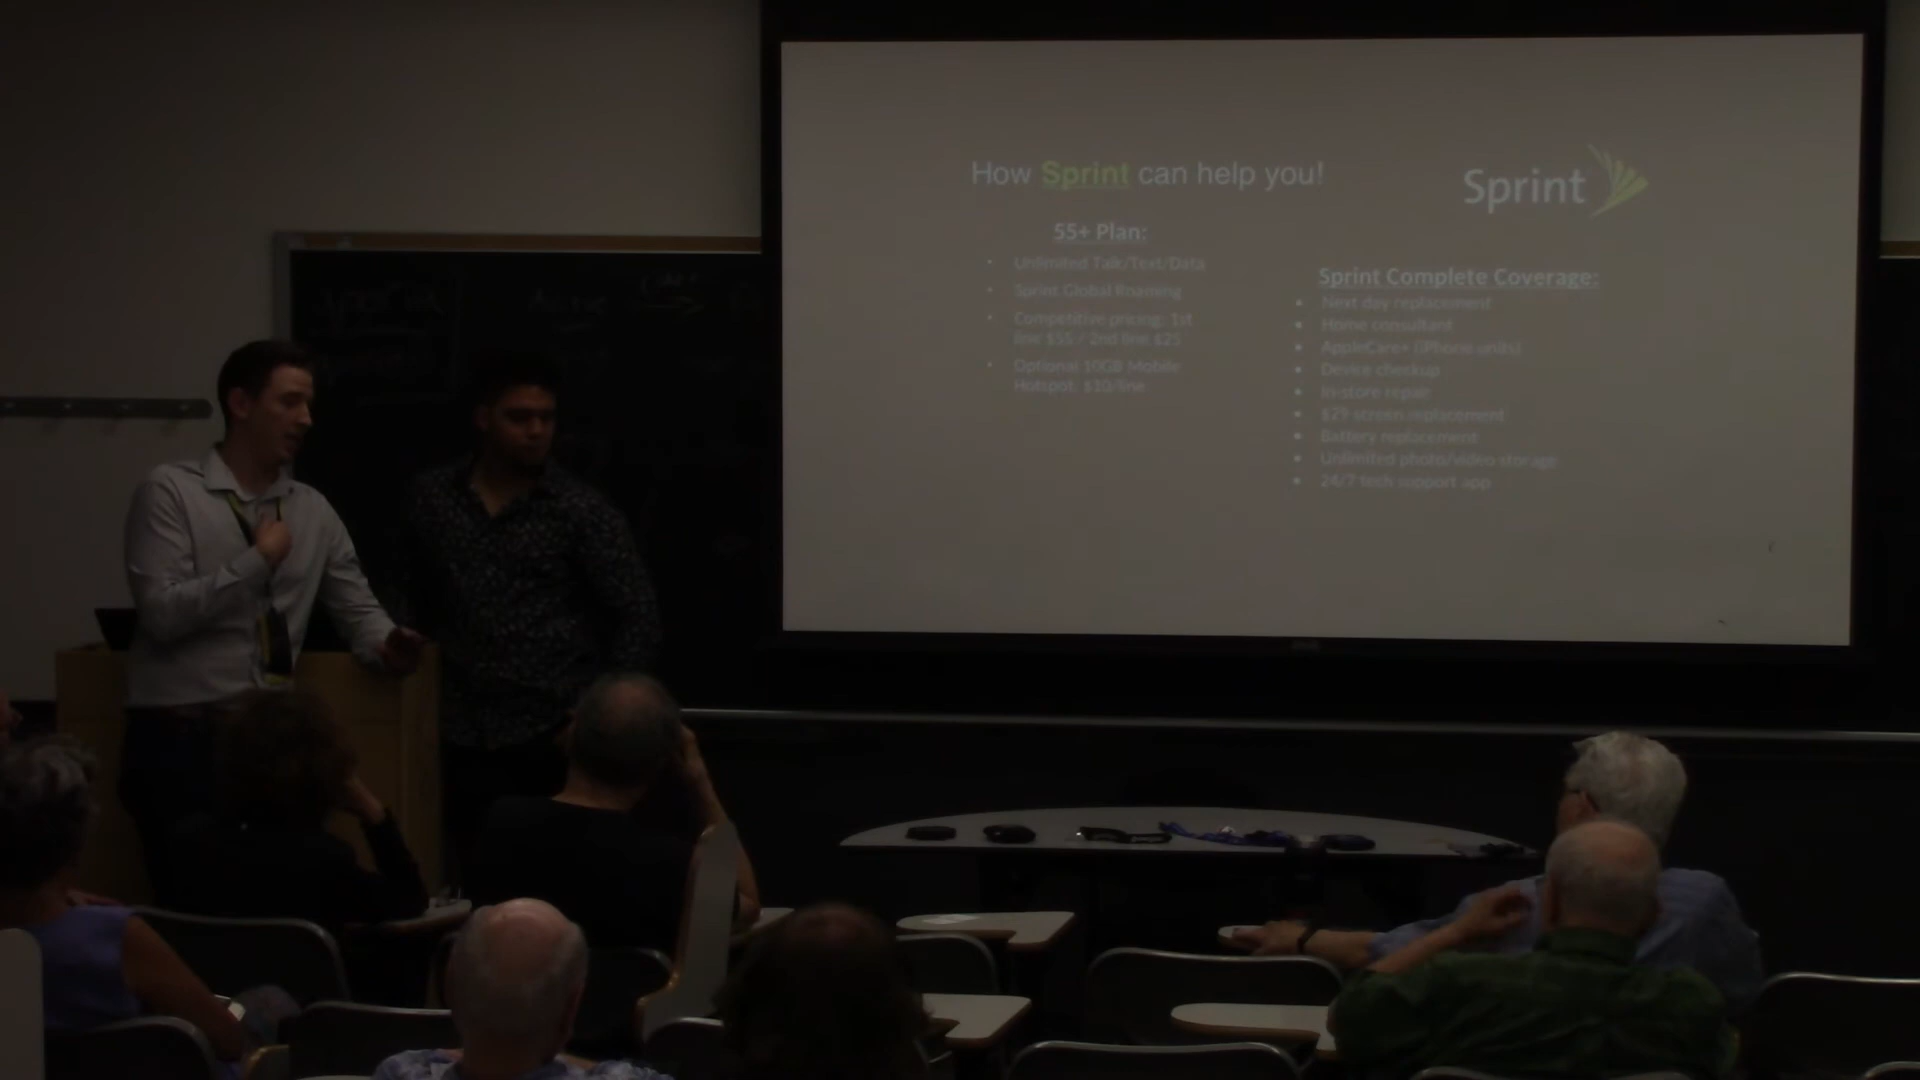 How Sprint can help you!
Sprint
55+ Plan:
Unlimited Talk/Text/Data
Sprint Global Roaming
Competitive pricing: 1st
line $55 / 2nd line $25
Optional 10GB Mobile
Hotspot: $10/line
Sprint Complete Coverage:
Next day replacement
Home consultant
AppleCare+ (iPhone units)
Device checkup
In-store repair
$29 screen replacement
Battery replacement
Unlimited photo/video storage
24/7 tech support app